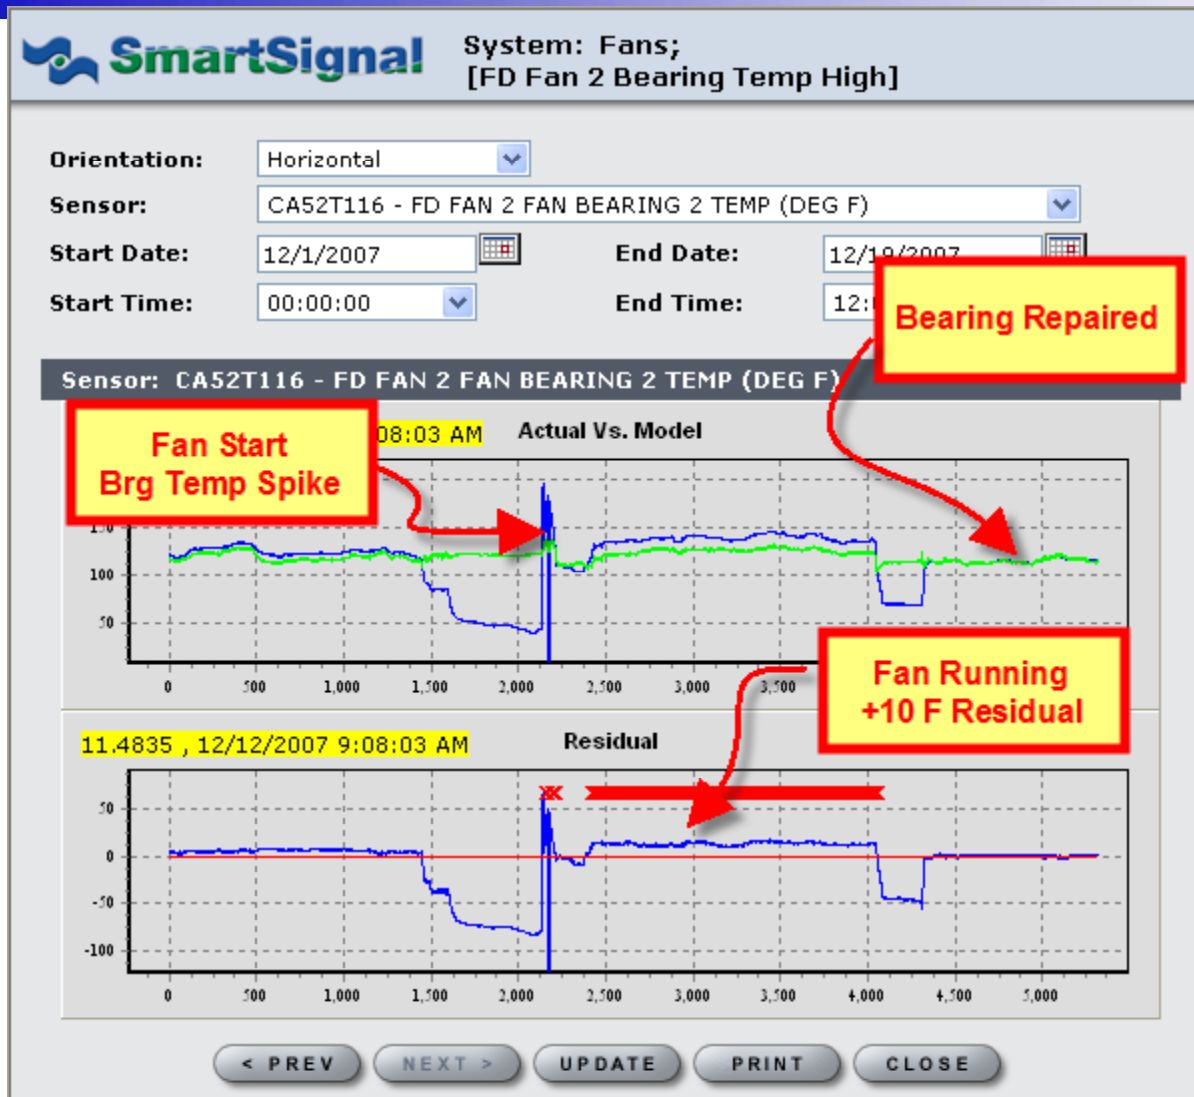 SmartSignal
System: Fans;
[FD Fan 2 Bearing Temp High]
Orientation: Horizontal
Sensor: CA52T116 - FD FAN 2 FAN BEARING 2 TEMP (DEG F)
Start Date: 12/1/2007 End Date: 12/19/2007
Start Time: 00:00:00 End Time: 12:
Bearing Repaired
Sensor: CA52T116 - FD FAN 2 FAN BEARING 2 TEMP (DEG F)
Fan Start
Brg Temp Spike
08:03 AM Actual Vs. Model
150
100
50
0 500 1,000 1,500 2,000 2,500 3,000 3,500
Fan Running
+10 F Residual
11.4835 , 12/12/2007 9:08:03 AM Residual
50
0
-50
-100
0 500 1,000 1,500 2,000 2,500 3,000 3,500 4,000 4,500 5,000
< PREV NEXT > UPDATE PRINT CLOSE